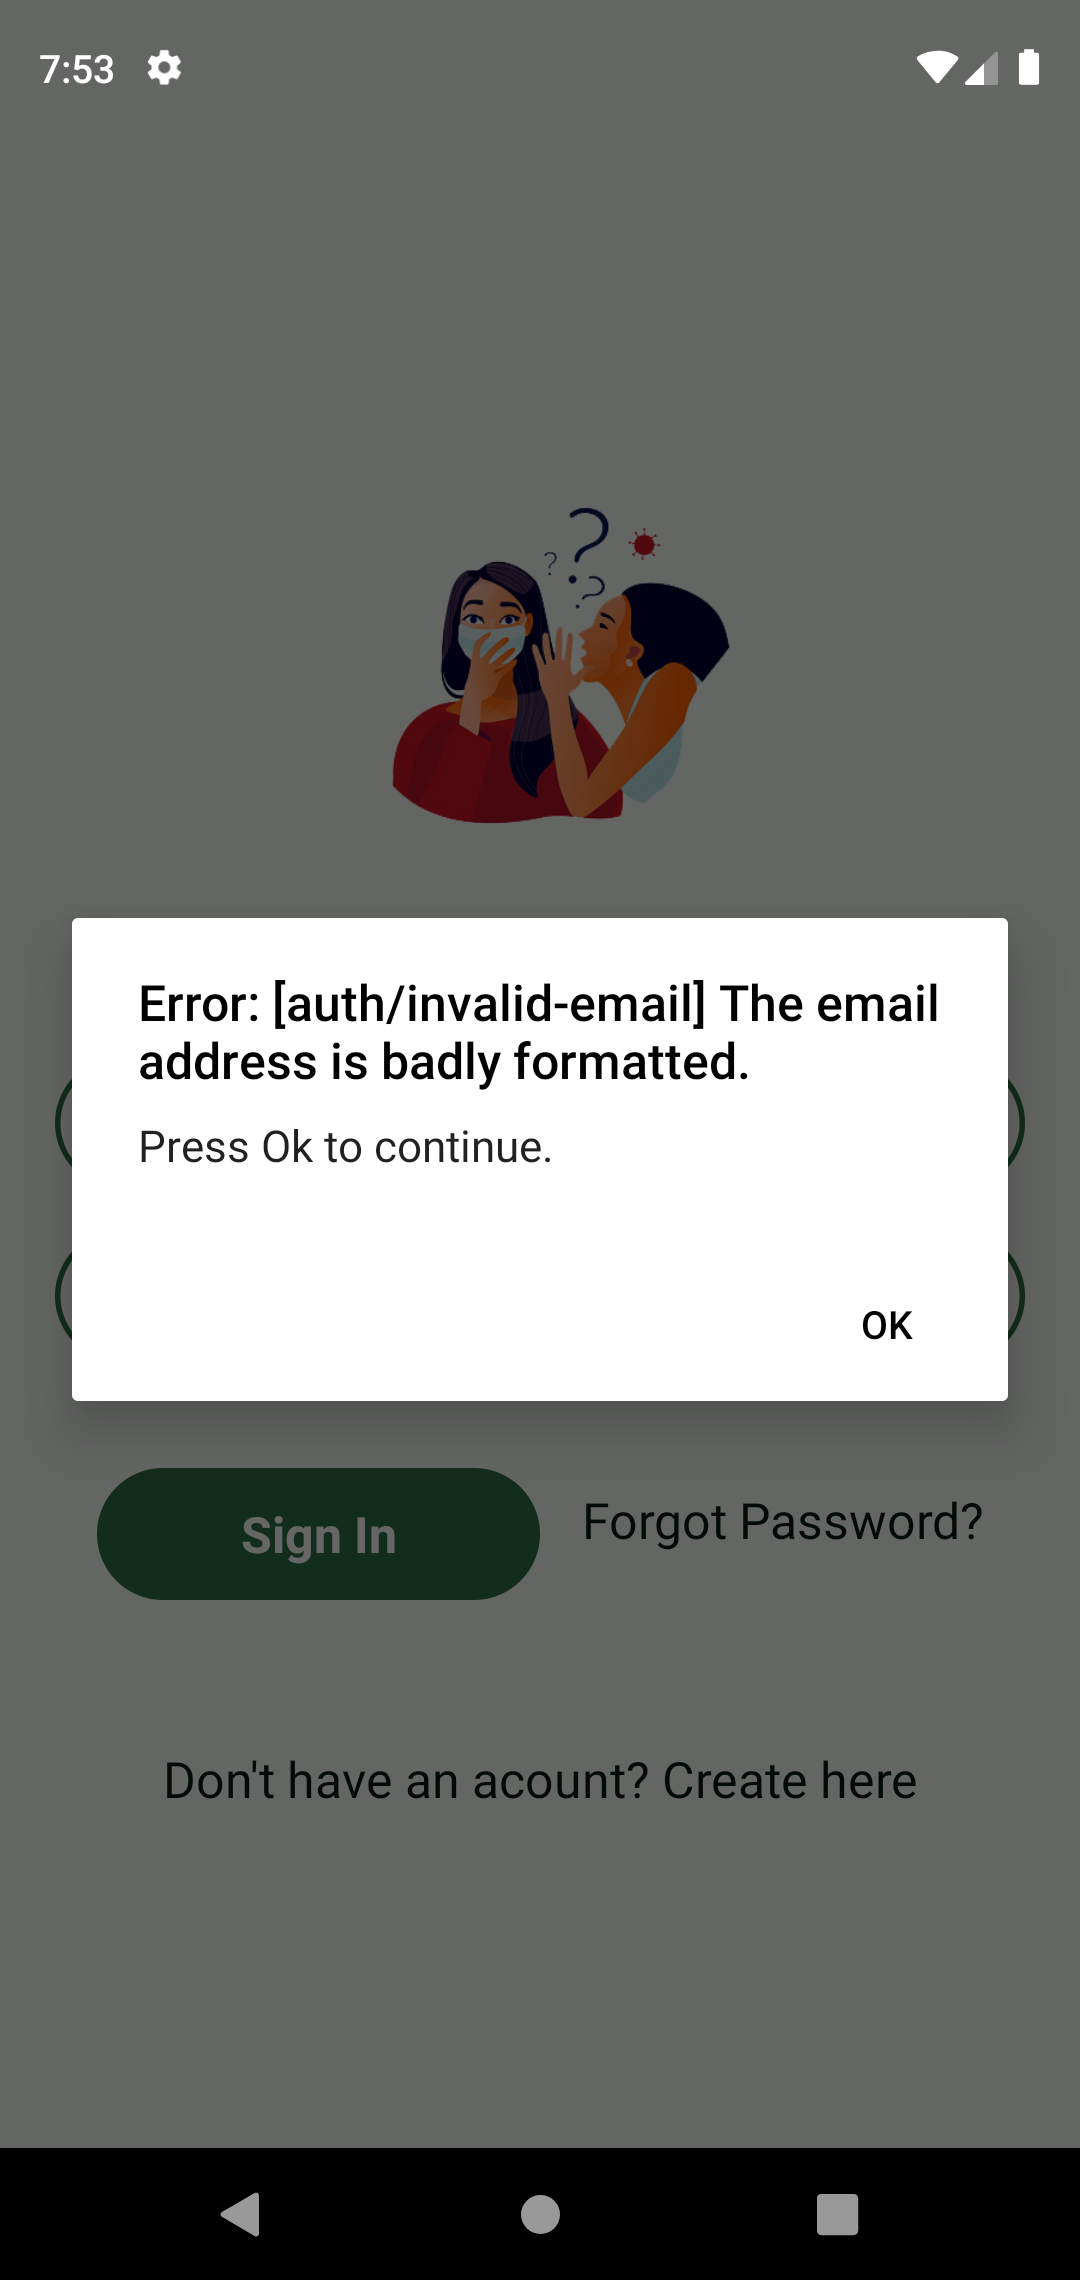 7:53
?
?
?
Error: [auth/invalid-email] The email
address is badly formatted.
Press Ok to continue.
OK
Sign In
Forgot Password?
Don't have an acount? Create here